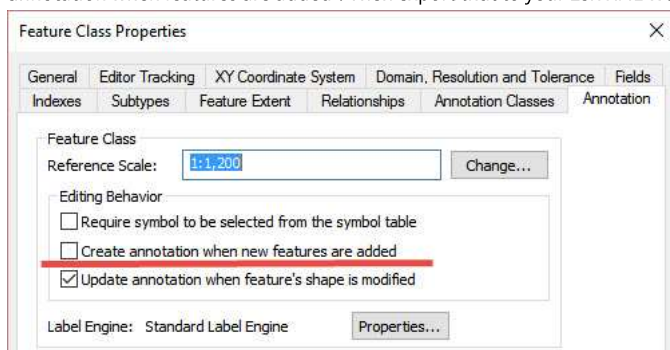 Feature Class Properties
General Editor Tracking XY Coordinate System Domain, Resolution and Tolerance Fields
Indexes Subtypes Feature Extent Relationships Annotation Classes Annotation
Feature Class
Reference Scale: 1:1,200 Change...
Editing Behavior
Require symbol to be selected from the symbol table
Create annotation when new features are added
Update annotation when feature's shape is modified
Label Engine: Standard Label Engine Properties...